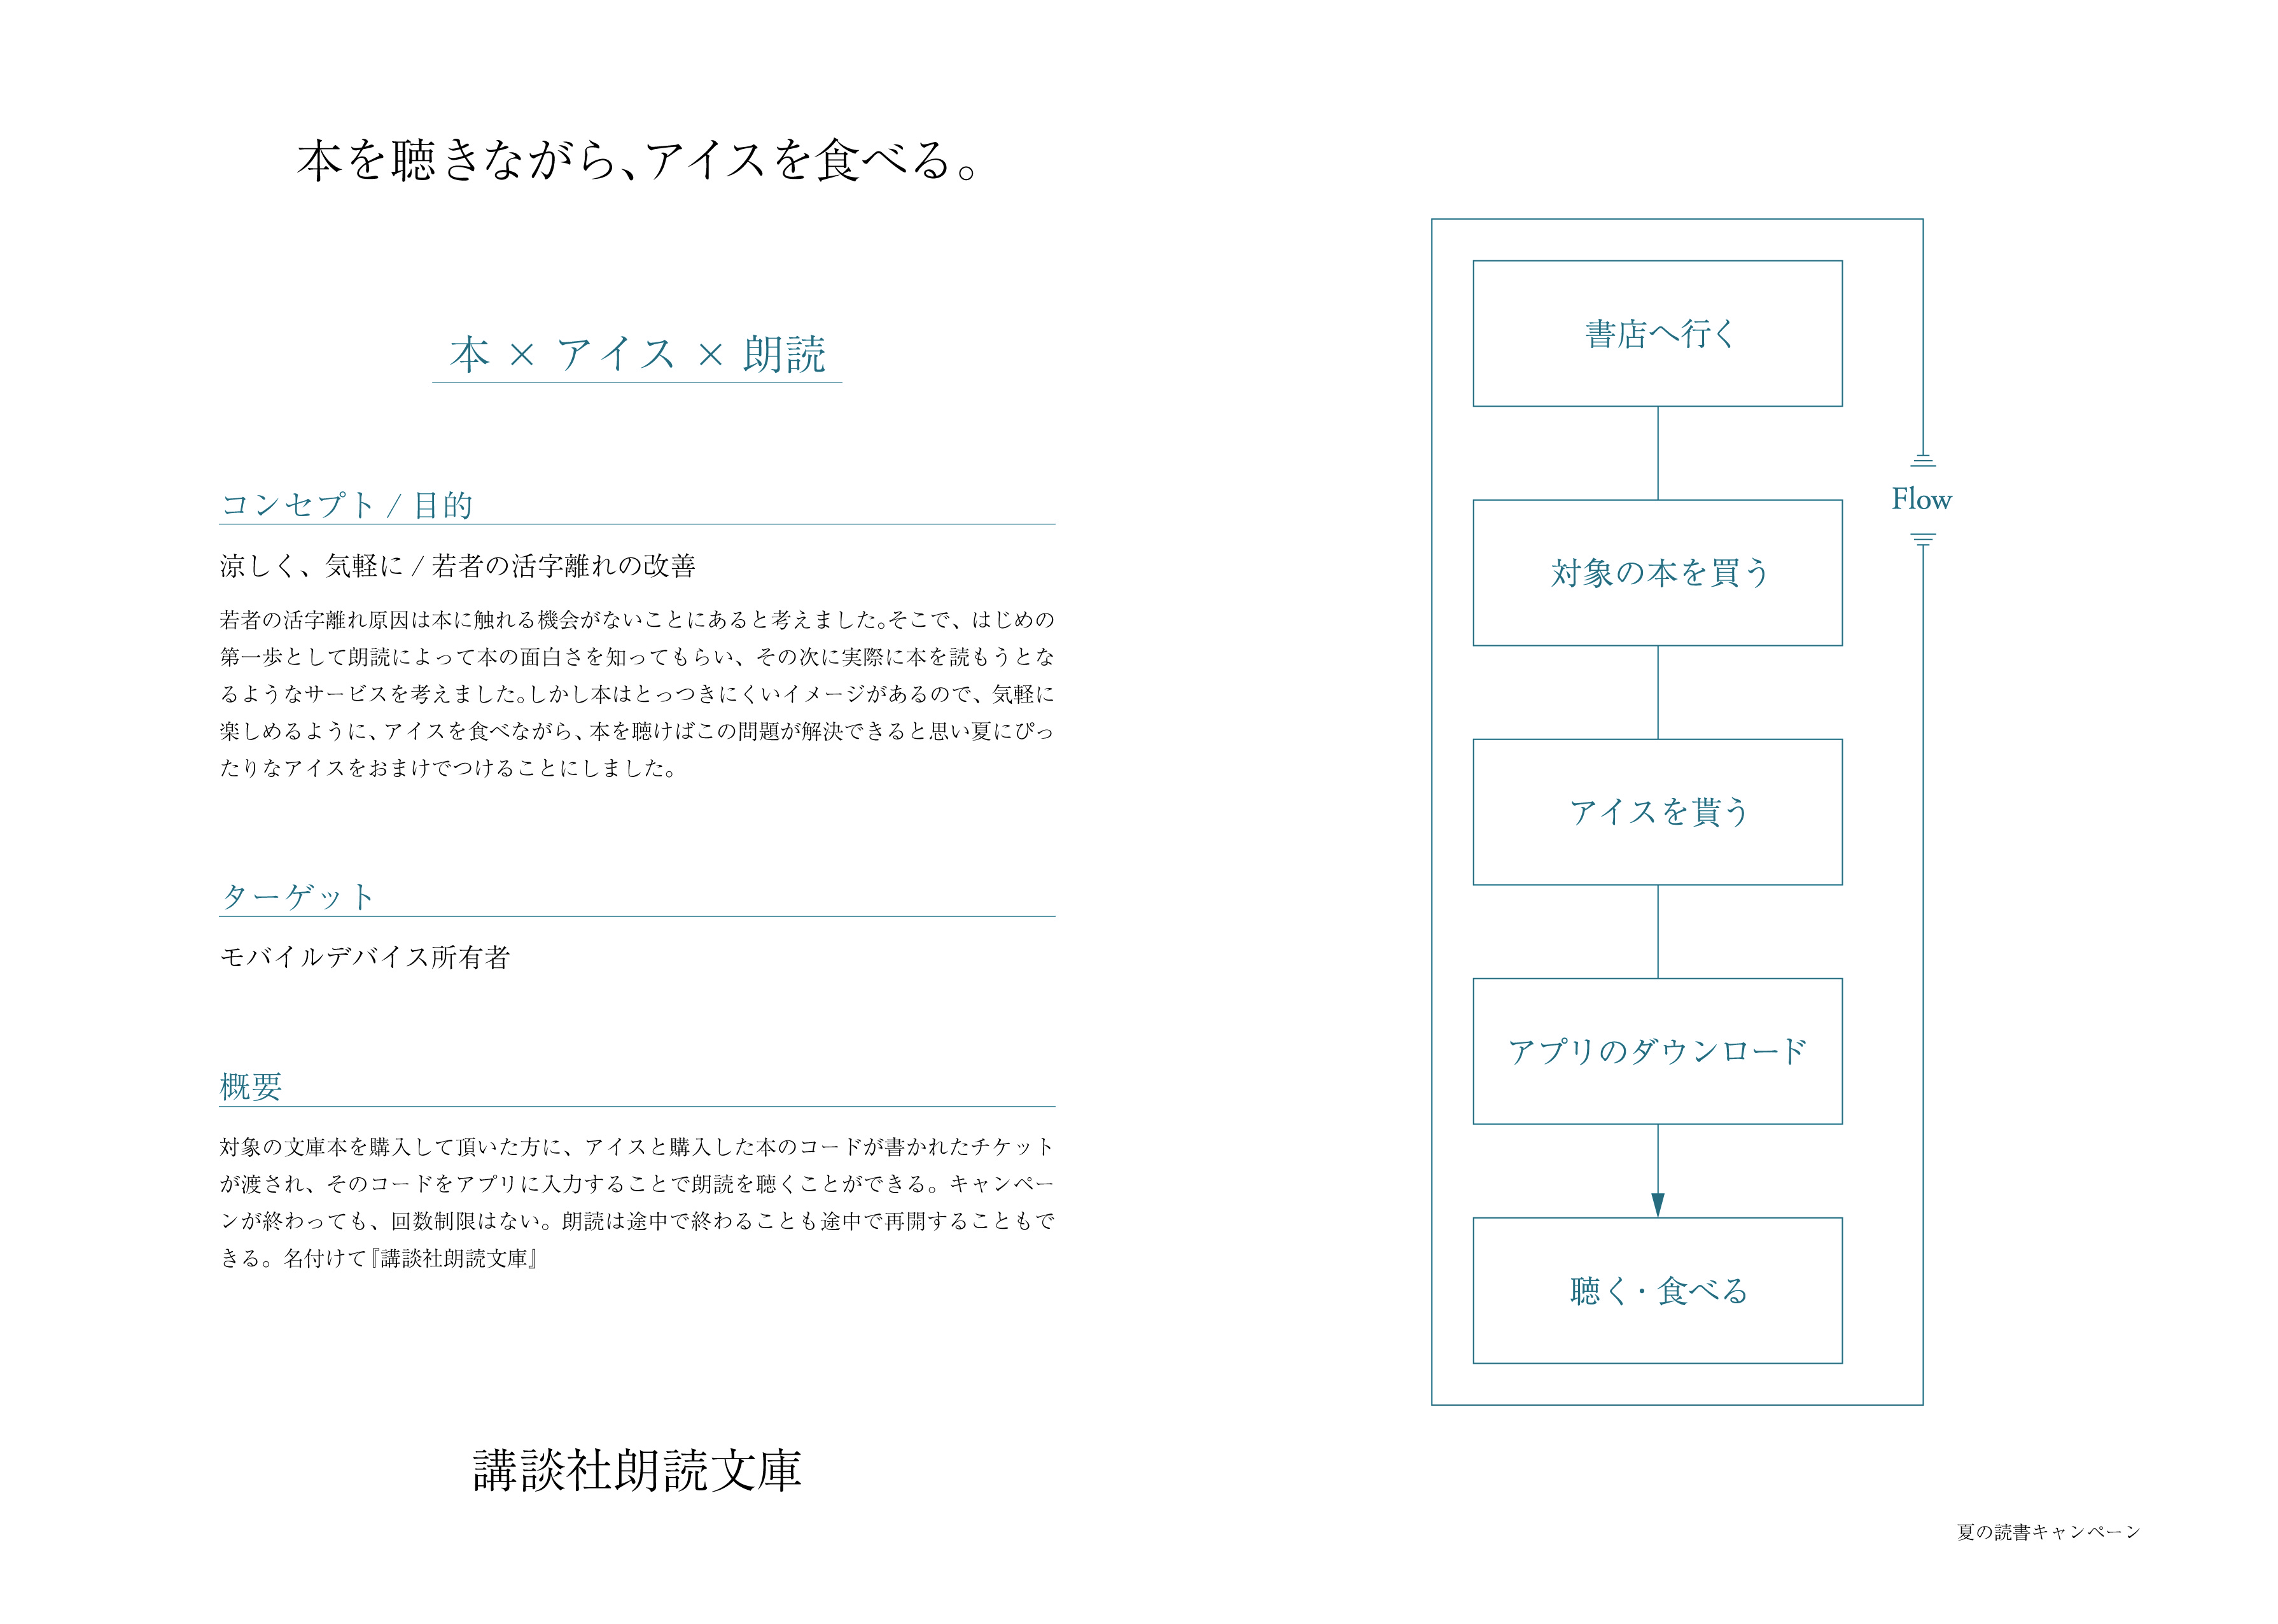 本を聴きながら、アイスを食べる。
本 × アイス × 朗読
コンセプト / 目的
涼しく、気軽に / 若者の活字離れの改善
若者の活字離れ原因は本に触れる機会がないことにあると考えました。そこで、はじめの
第一歩として朗読によって本の面白さを知ってもらい、その次に実際に本を読もうとな
るようなサービスを考えました。しかし本はとっつきにくいイメージがあるので、気軽に
楽しめるように、アイスを食べながら、本を聴けばこの問題が解決できると思い夏にぴっ
たりなアイスをおまけでつけることにしました。
ターゲット
モバイルデバイス所有者
概要
対象の文庫本を購入して頂いた方に、アイスと購入した本のコードが書かれたチケット
が渡され、そのコードをアプリに入力することで朗読を聴くことができる。キャンペー
ンが終わっても、回数制限はない。朗読は途中で終わることも途中で再開することもで
きる。名付けて『講談社朗読文庫』
講談社朗読文庫
書店へ行く
Flow
対象の本を買う
アイスを貰う
アプリのダウンロード
聴く・食べる
夏の読書キャンペーン